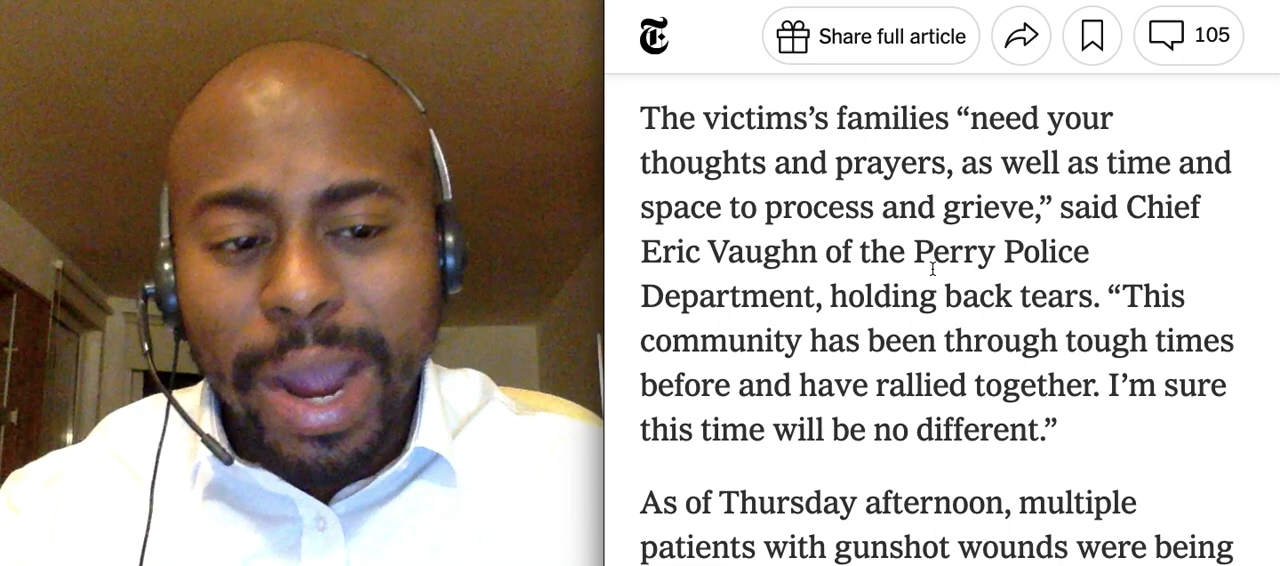 T
Share full article
105
The victims’s families “need your
thoughts and prayers, as well as time and
space to process and grieve,” said Chief
Eric Vaughn of the Perry Police
Department, holding back tears. “This
community has been through tough times
before and have rallied together. I’m sure
this time will be no different.”
As of Thursday afternoon, multiple
patients with gunshot wounds were being